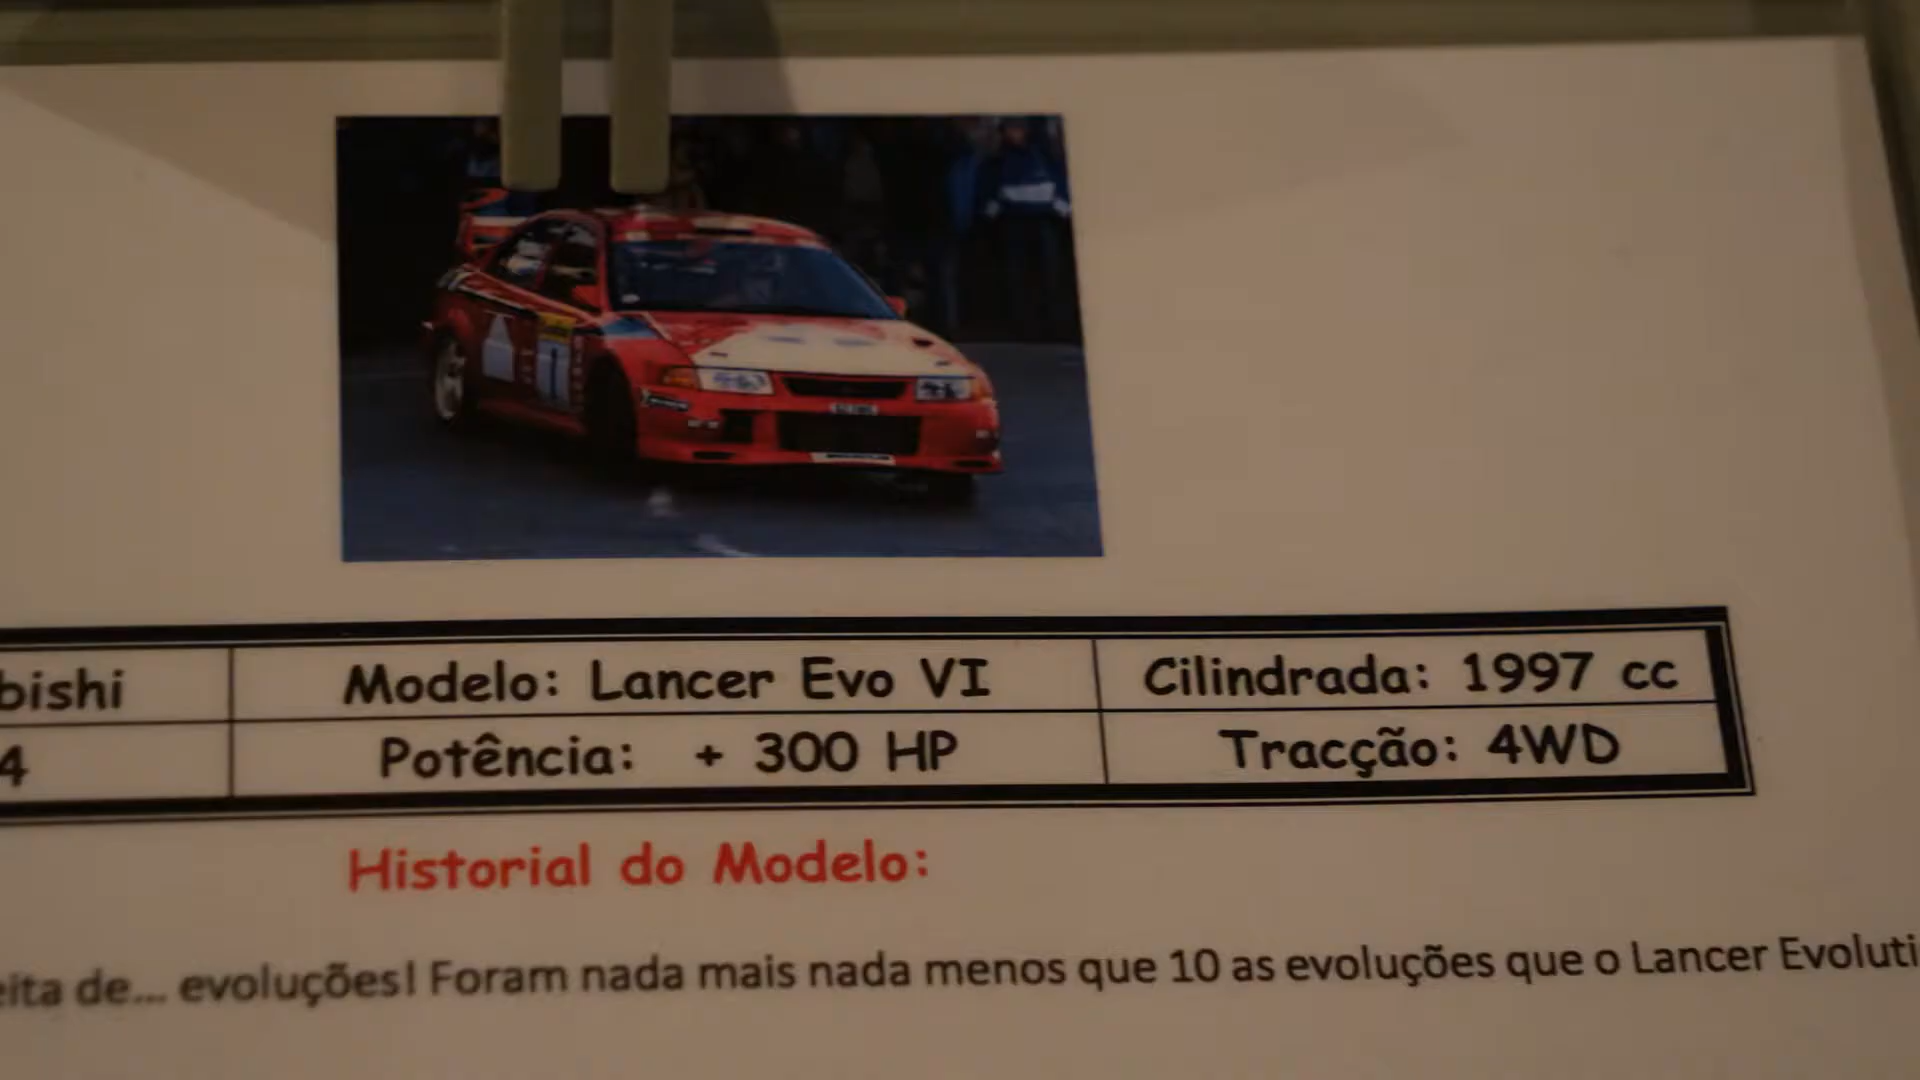 bishi Modelo: Lancer Evo VI Cilindrada: 1997 cc
4 Potência: + 300 HP Tracção: 4WD
Historial do Modelo:
eita de... evoluções! Foram nada mais nada menos que 10 as evoluções que o Lancer Evoluti